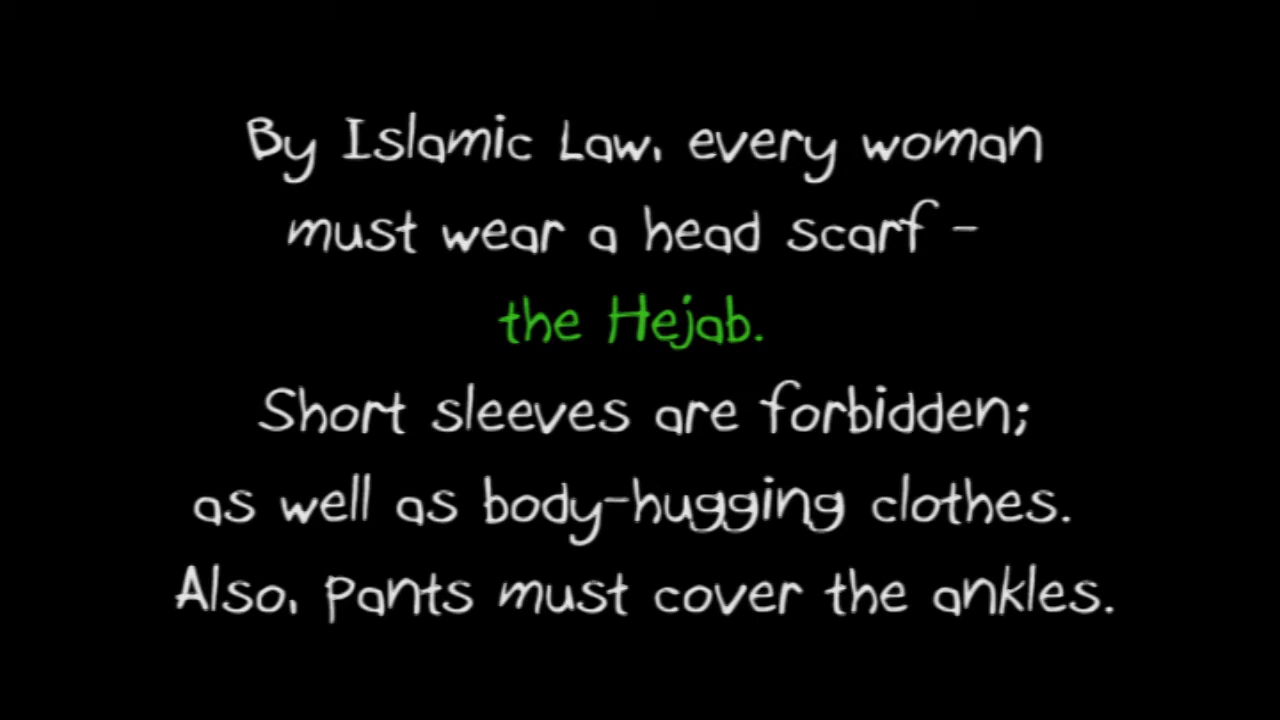 By Islamic Law, every woman
must wear a head scarf -
the Hejab.
Short sleeves are forbidden;
as well as body-hugging clothes.
Also, pants must cover the ankles.